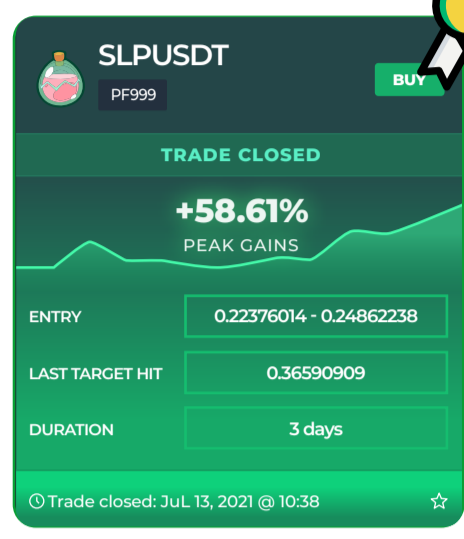 SLPUSDT
PF999
BUY
TRADE CLOSED
+58.61%
PEAK GAINS
ENTRY 0.22376014 - 0.24862238
LAST TARGET HIT 0.36590909
DURATION 3 days
Trade closed: JuL 13, 2021 @ 10:38